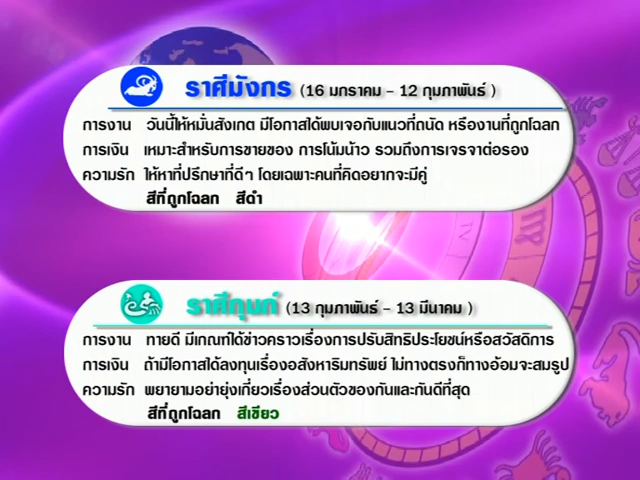 ราศีมังกร (16 มกราคม - 12 กุมภาพันธ์ )
การงาน วันนี้ให้หมั่นสังเกต มีโอกาสได้พบเจอกับแนวที่ถนัด หรืองานที่ถูกโฉลก
การเงิน เหมาะสำหรับการขายของ การโน้มน้าว รวมถึงการเจรจาต่อรอง
ความรัก ให้หาที่ปรึกษาที่ดีๆ โดยเฉพาะคนที่คิดอยากจะมีคู่
สีที่ถูกโฉลก สีดำ
ราศีกุมภ์ (13 กุมภาพันธ์ - 13 มีนาคม )
การงาน ทายดี มีเกณฑ์ได้ข่าวคราวเรื่องการปรับสิทธิประโยชน์หรือสวัสดิการ
การเงิน ถ้ามีโอกาสได้ลงทุนเรื่องอสังหาริมทรัพย์ ไม่ทางตรงก็ทางอ้อมจะสมรูป
ความรัก พยายามอย่ายุ่งเกี่ยวเรื่องส่วนตัวของกันและกันดีที่สุด
สีที่ถูกโฉลก สีเขียว